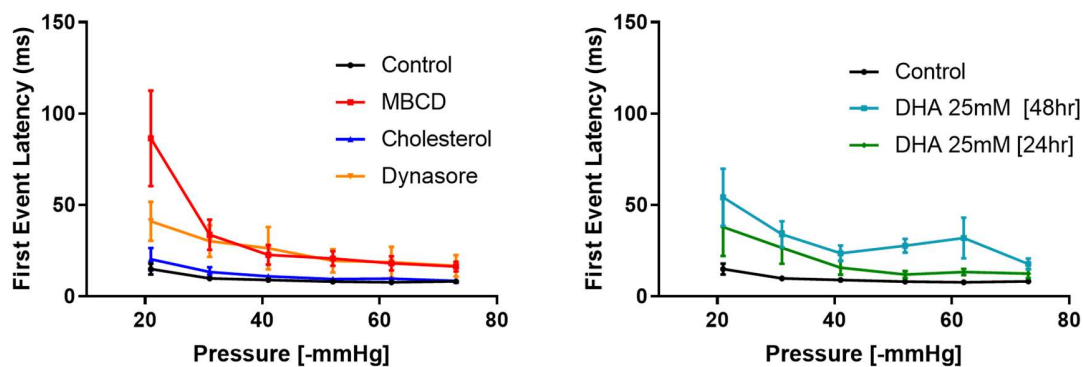 First Event Latency (ms)
150
100
50
0
20
40
60
80
Pressure [-mmHg]
Control
MBCD
Cholesterol
Dynasore
First Event Latency (ms)
150
100
50
0
20
40
60
80
Pressure [-mmHg]
Control
DHA 25mM [48hr]
DHA 25mM [24hr]